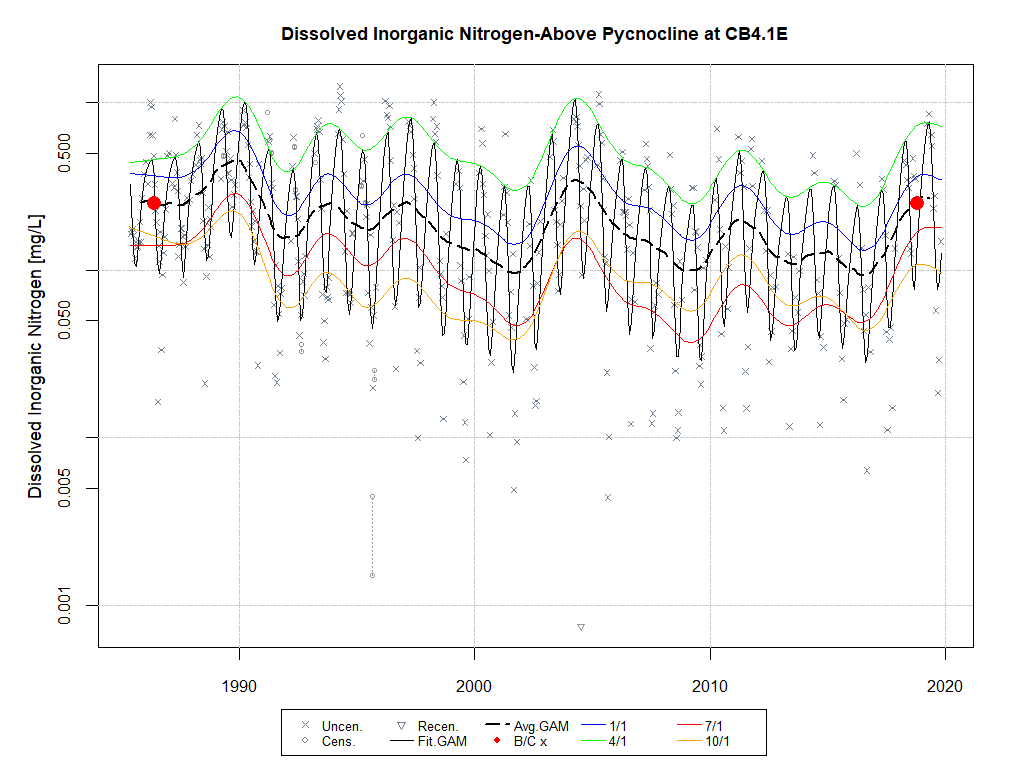 Dissolved Inorganic Nitrogen-Above Pycnocline at CB4.1E
Dissolved Inorganic Nitrogen [mg/L]
0.500
0.050
0.005
0.001
1990 2000 2010 2020
Uncen. Recen. Avg.GAM 1/1 7/1
Cens. Fit.GAM B/C x 4/1 10/1